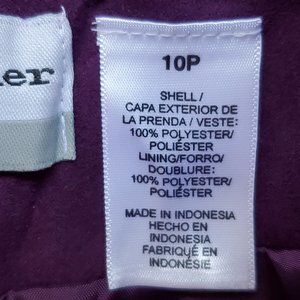 ler
10P
SHELL/
CAPA EXTERIOR DE
LA PRENDA / VESTE:
100% POLYESTER/
POLIÉSTER
LINING/FORRO/
DOUBLURE:
100% POLYESTER/
POLIÉSTER
MADE IN INDONESIA
HECHO EN
INDONESIA
FABRIQUÉ EN
INDONÉSIE